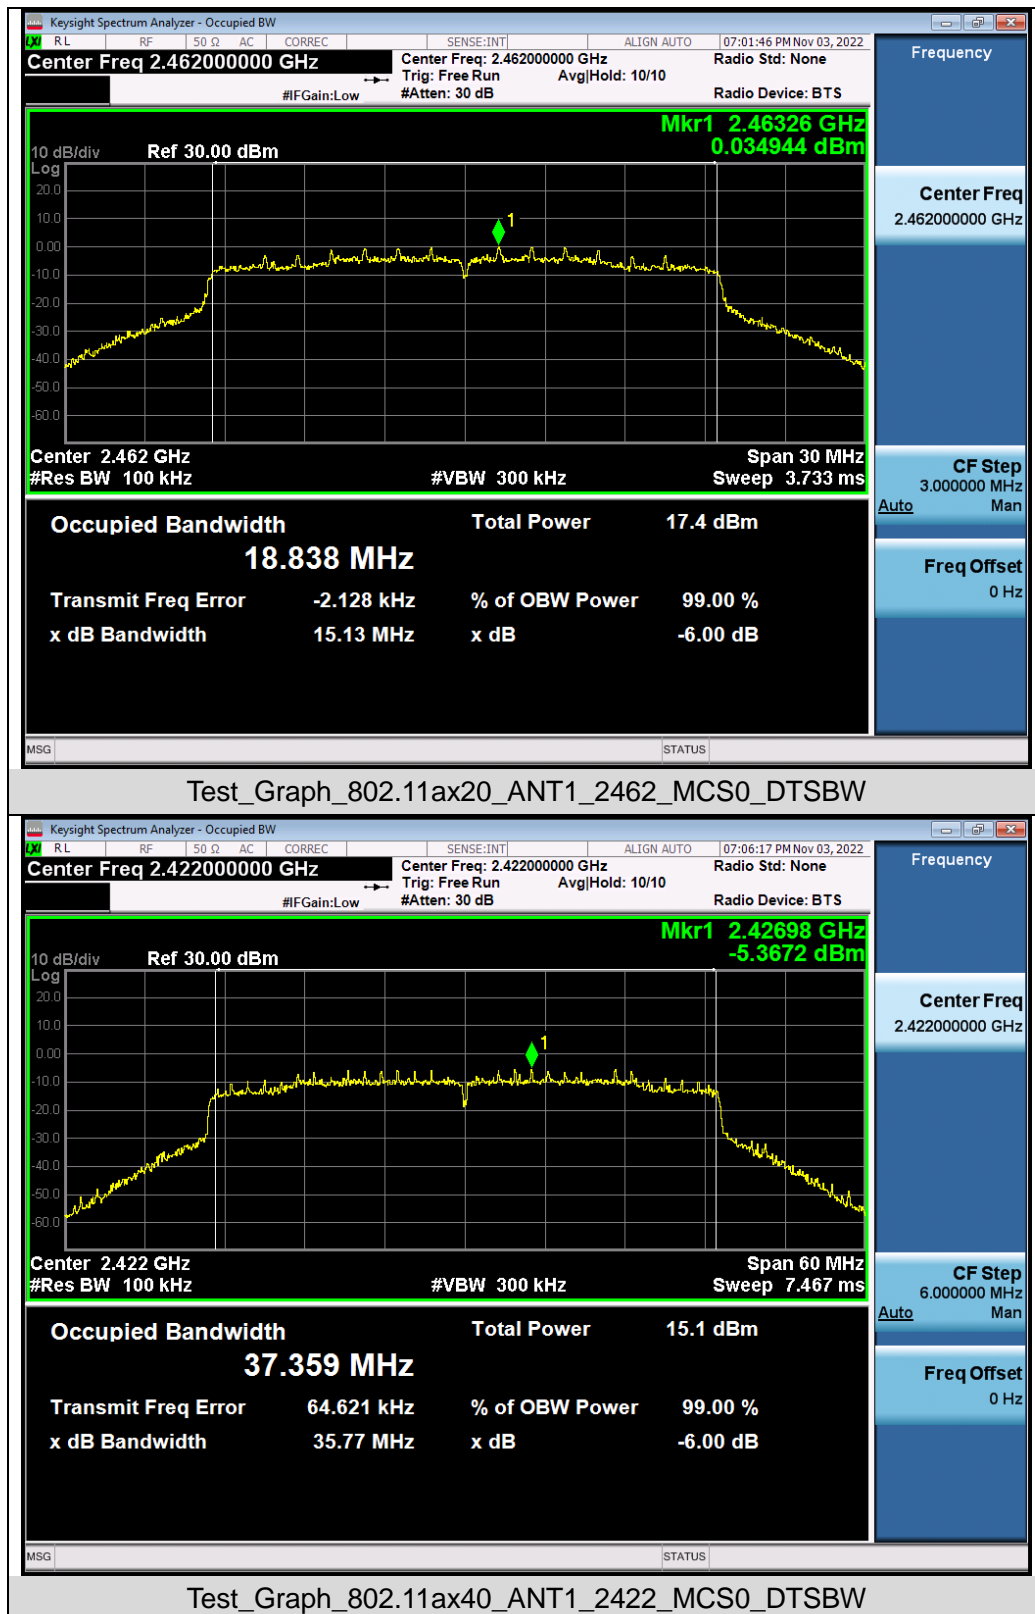 Keysight Spectrum Analyzer - Occupied BW
LXI RL RF 50 Ω AC CORREC SENSE:INT ALIGN AUTO 07:01:46 PM Nov 03, 2022
Center Freq 2.462000000 GHz
Center Freq: 2.462000000 GHz Radio Std: None
Trig: Free Run Avg|Hold: 10/10
#IFGain:Low #Atten: 30 dB Radio Device: BTS
Frequency
Mkr1 2.46326 GHz
0.034944 dBm
10 dB/div Ref 30.00 dBm
Log
20.0
10.0
0.00
-10.0
-20.0
-30.0
-40.0
-50.0
-60.0
1
Center 2.462 GHz Span 30 MHz
#Res BW 100 kHz #VBW 300 kHz Sweep 3.733 ms
Center Freq
2.462000000 GHz
CF Step
3.000000 MHz
Auto Man
Freq Offset
0 Hz
Occupied Bandwidth Total Power 17.4 dBm
18.838 MHz
Transmit Freq Error -2.128 kHz % of OBW Power 99.00 %
x dB Bandwidth 15.13 MHz x dB -6.00 dB
MSG STATUS
Test_Graph_802.11ax20_ANT1_2462_MCS0_DTSBW
Keysight Spectrum Analyzer - Occupied BW
LXI RL RF 50 Ω AC CORREC SENSE:INT ALIGN AUTO 07:06:17 PM Nov 03, 2022
Center Freq 2.422000000 GHz
Center Freq: 2.422000000 GHz Radio Std: None
Trig: Free Run Avg|Hold: 10/10
#IFGain:Low #Atten: 30 dB Radio Device: BTS
Frequency
Mkr1 2.42698 GHz
-5.3672 dBm
10 dB/div Ref 30.00 dBm
Log
20.0
10.0
0.00
-10.0
-20.0
-30.0
-40.0
-50.0
-60.0
1
Center 2.422 GHz Span 60 MHz
#Res BW 100 kHz #VBW 300 kHz Sweep 7.467 ms
Center Freq
2.422000000 GHz
CF Step
6.000000 MHz
Auto Man
Freq Offset
0 Hz
Occupied Bandwidth Total Power 15.1 dBm
37.359 MHz
Transmit Freq Error 64.621 kHz % of OBW Power 99.00 %
x dB Bandwidth 35.77 MHz x dB -6.00 dB
MSG STATUS
Test_Graph_802.11ax40_ANT1_2422_MCS0_DTSBW